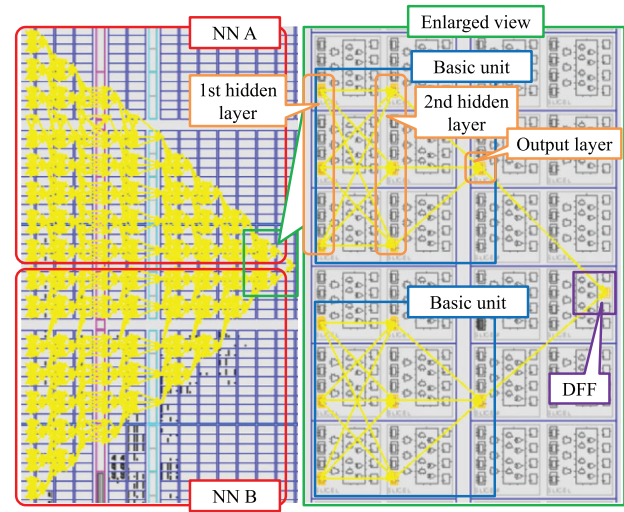 NN A
Enlarged view
Basic unit
1st hidden
layer
2nd hidden
layer
Output layer
Basic unit
DFF
NN B